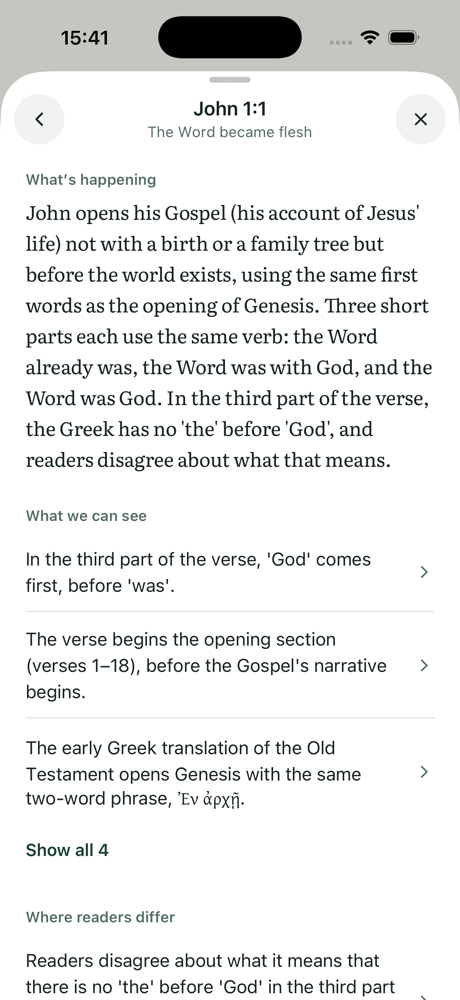 15:41
John 1:1
The Word became flesh
What's happening
John opens his Gospel (his account of Jesus'
life) not with a birth or a family tree but
before the world exists, using the same first
words as the opening of Genesis. Three short
parts each use the same verb: the Word
already was, the Word was with God, and the
Word was God. In the third part of the verse,
the Greek has no 'the' before 'God', and
readers disagree about what that means.
What we can see
In the third part of the verse, 'God' comes
first, before 'was'.
The verse begins the opening section
(verses 1–18), before the Gospel's narrative
begins.
The early Greek translation of the Old
Testament opens Genesis with the same
two-word phrase, Ἐν ἀρχῇ.
Show all 4
Where readers differ
Readers disagree about what it means that
there is no 'the' before 'God' in the third part